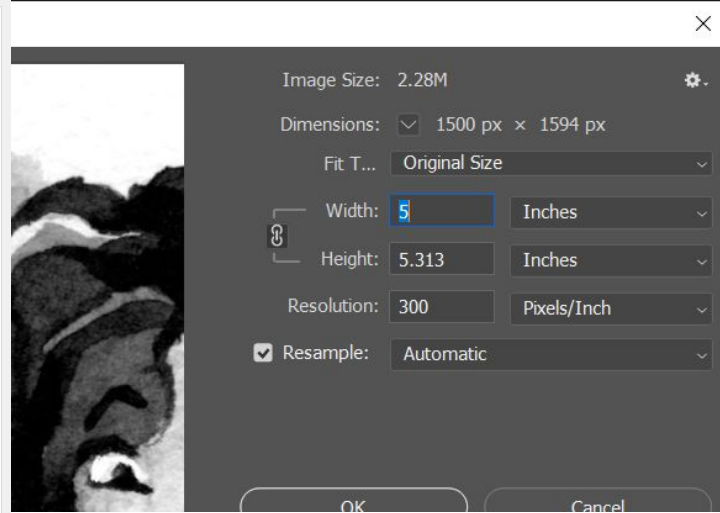 Image Size: 2.28M
Dimensions: 1500 px × 1594 px
Fit T... Original Size
Width: 5 Inches
Height: 5.313 Inches
Resolution: 300 Pixels/Inch
Resample: Automatic
OK Cancel